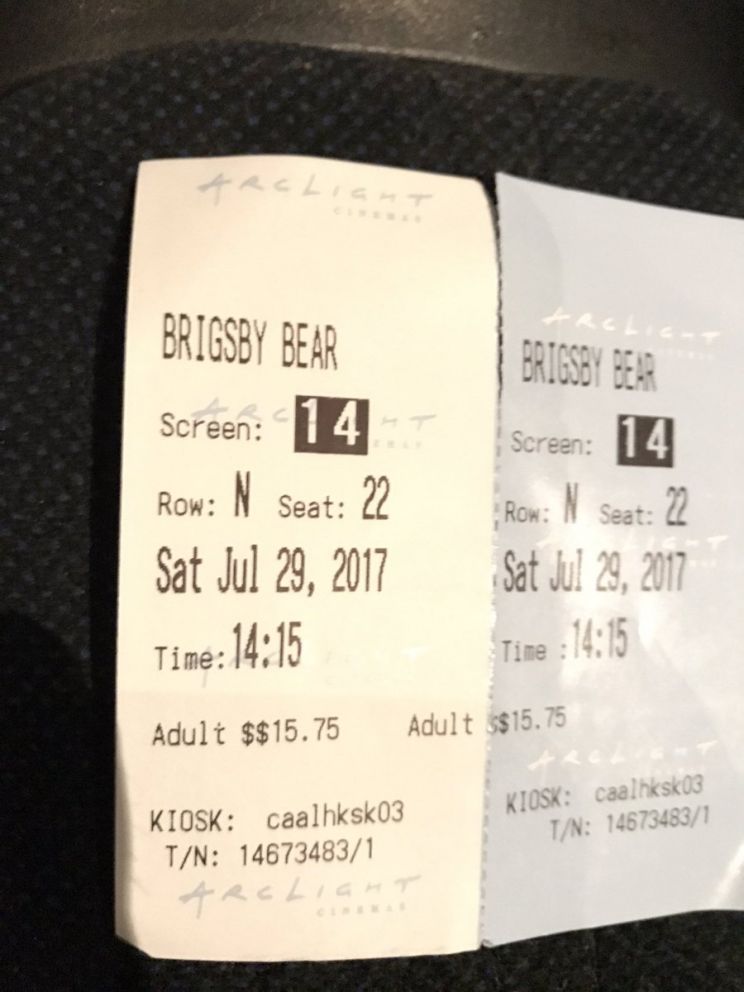 ARCLIGHT
CINEMAS
BRIGSBY BEAR
Screen: 14
Row: N Seat: 22
Sat Jul 29, 2017
Time:14:15
Adult $$15.75 Adult
KIOSK: caalhksk03
T/N: 14673483/1
ARCLIGHT
CINEMAS
ARCLIGHT
BRIGSBY BEAR
Screen: 14
Row: N Seat: 22
Sat Jul 29, 2017
Time :14:15
$15.75
ARCLIGHT
KIOSK: caalhksk03
T/N: 14673483/1